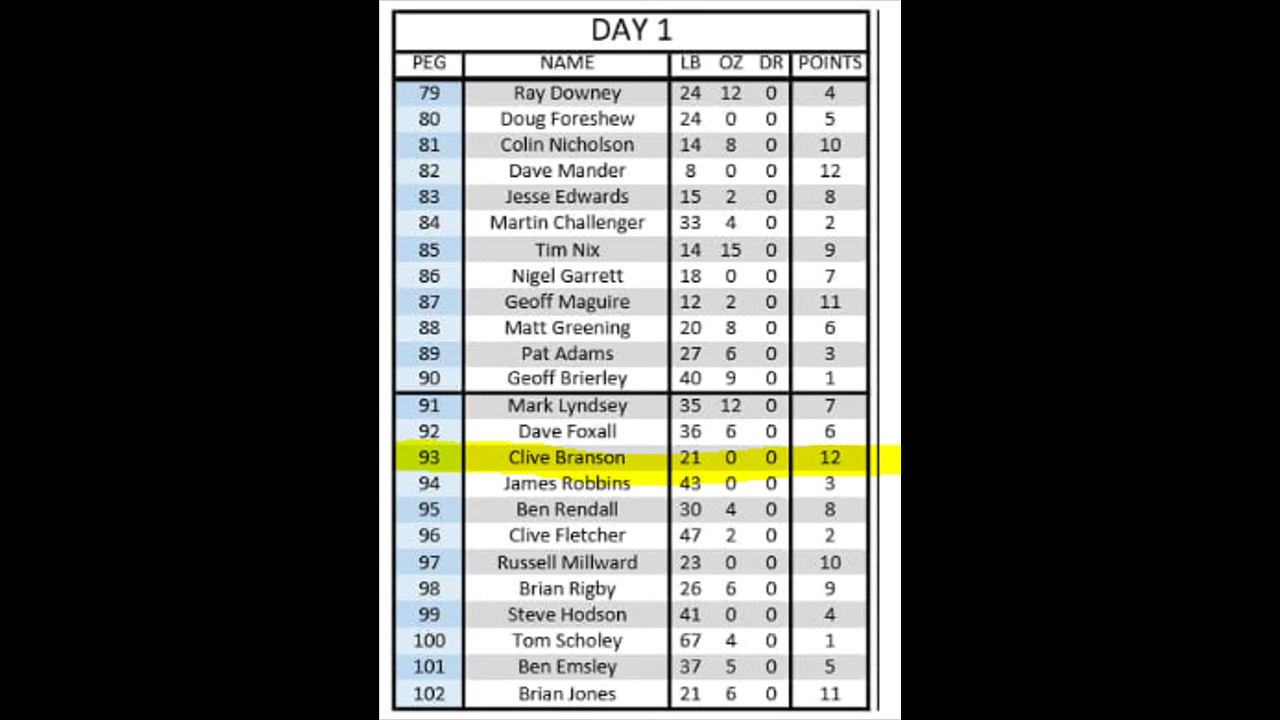 DAY 1
PEG NAME LB OZ DR POINTS
79 Ray Downey 24 12 0 4
80 Doug Foreshew 24 0 0 5
81 Colin Nicholson 14 8 0 10
82 Dave Mander 8 0 0 12
83 Jesse Edwards 15 2 0 8
84 Martin Challenger 33 4 0 2
85 Tim Nix 14 15 0 9
86 Nigel Garrett 18 0 0 7
87 Geoff Maguire 12 2 0 11
88 Matt Greening 20 8 0 6
89 Pat Adams 27 6 0 3
90 Geoff Brierley 40 9 0 1
91 Mark Lyndsey 35 12 0 7
92 Dave Foxall 36 6 0 6
93 Clive Branson 21 0 0 12
94 James Robbins 43 0 0 3
95 Ben Rendall 30 4 0 8
96 Clive Fletcher 47 2 0 2
97 Russell Millward 23 0 0 10
98 Brian Rigby 26 6 0 9
99 Steve Hodson 41 0 0 4
100 Tom Scholey 67 4 0 1
101 Ben Emsley 37 5 0 5
102 Brian Jones 21 6 0 11